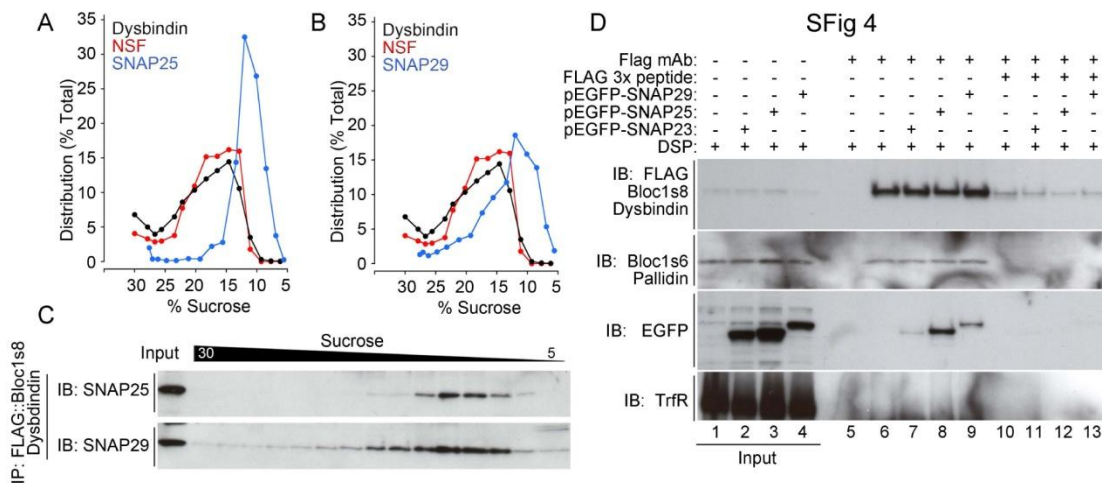 SFig 4
A
Dysbindin
NSF
SNAP25
Distribution (% Total)
35
30
25
20
15
10
5
0
30 25 20 15 10 5
% Sucrose
B
Dysbindin
NSF
SNAP29
Distribution (% Total)
35
30
25
20
15
10
5
0
30 25 20 15 10 5
% Sucrose
C
Sucrose
Input 30 5
IP: FLAG::Bloc1s8
Dysbdindin
IB: SNAP25
IB: SNAP29
D
Flag mAb: - - - - + + + + + + + + +
FLAG 3x peptide: - - - - - - - - - + + + +
pEGFP-SNAP29: - - - + - - - - + - - - +
pEGFP-SNAP25: - - + - - - - + - - - + -
pEGFP-SNAP23: - + - - - - + - - - + - -
DSP: + + + + - + + + + + + + +
IB: FLAG
Bloc1s8
Dysbindin
IB: Bloc1s6
Pallidin
IB: EGFP
IB: TrfR
1 2 3 4 5 6 7 8 9 10 11 12 13
Input